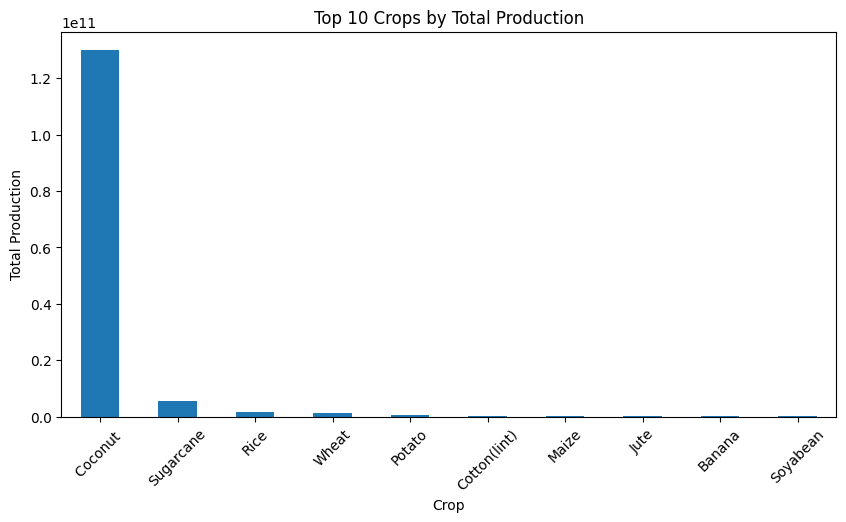 Top 10 Crops by Total Production
1e11
1.2
1.0
0.8
0.6
0.4
0.2
0.0
Total Production
Coconut
Sugarcane
Rice
Wheat
Potato
Cotton(lint)
Maize
Jute
Banana
Soyabean
Crop